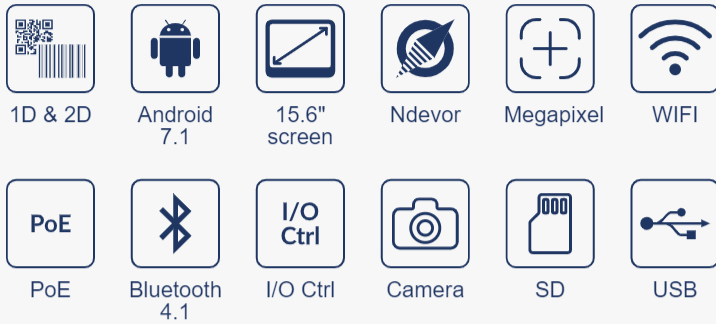 1D & 2D
Android
7.1
15.6"
screen
Ndevor
Megapixel
WIFI
PoE
I/O
Ctrl
PoE
Bluetooth
4.1
I/O Ctrl
Camera
SD
USB